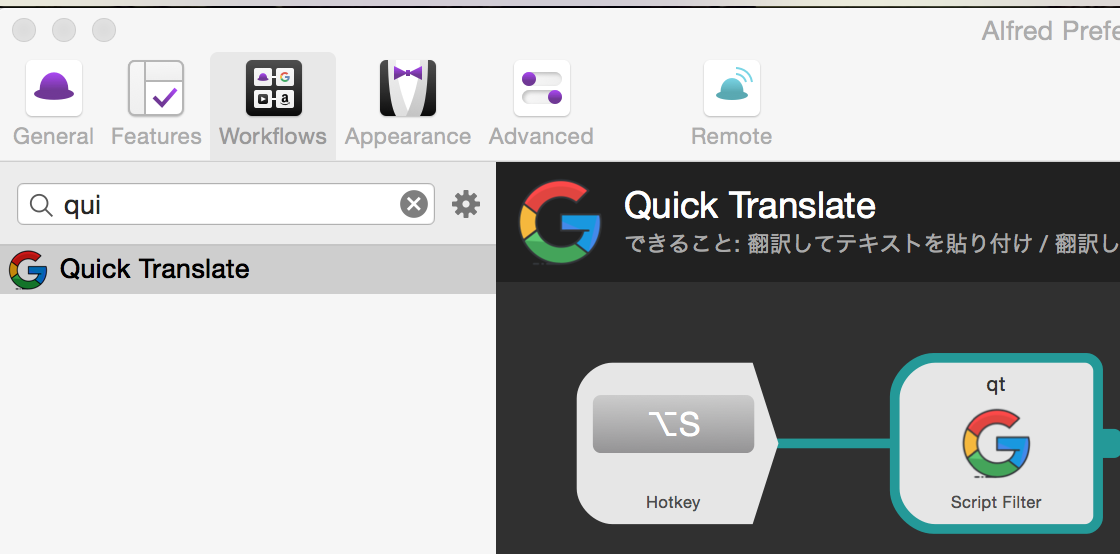 Alfred Prefe
General Features Workflows Appearance Advanced Remote
qui
Quick Translate
Quick Translate
できること: 翻訳してテキストを貼り付け / 翻訳し
⌥S
Hotkey
qt
Script Filter